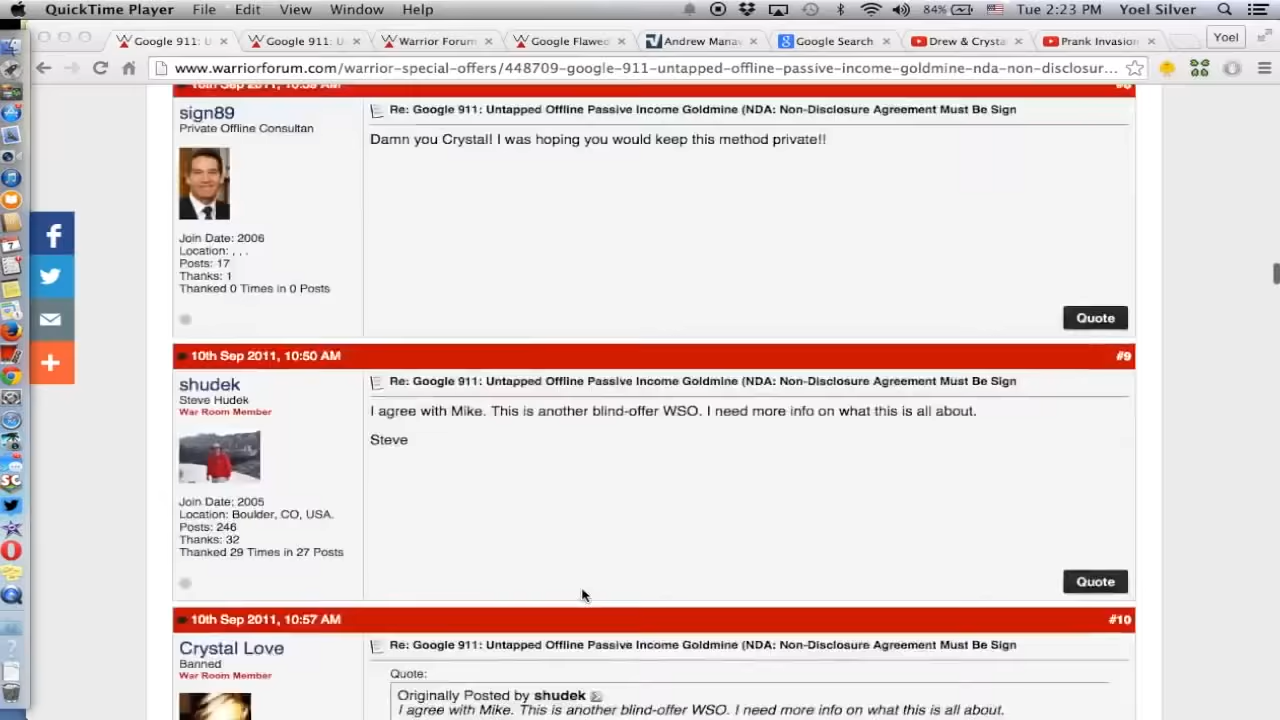 QuickTime Player File Edit View Window Help 84% Tue 2:23 PM Yoel Silver
Google 911: U Google 911: U Warrior Forum Google Flawed Andrew Manav Google Search Drew & Crysta Prank Invasion Yoel
www.warriorforum.com/warrior-special-offers/448709-google-911-untapped-offline-passive-income-goldmine-nda-non-disclosur...
10th Sep 2011, 10:39 AM #8
sign89
Private Offline Consultan
Re: Google 911: Untapped Offline Passive Income Goldmine (NDA: Non-Disclosure Agreement Must Be Sign
Damn you Crystal! I was hoping you would keep this method private!!
Join Date: 2006
Location: , , .
Posts: 17
Thanks: 1
Thanked 0 Times in 0 Posts
Quote
10th Sep 2011, 10:50 AM #9
shudek
Steve Hudek
War Room Member
Re: Google 911: Untapped Offline Passive Income Goldmine (NDA: Non-Disclosure Agreement Must Be Sign
I agree with Mike. This is another blind-offer WSO. I need more info on what this is all about.
Steve
Join Date: 2005
Location: Boulder, CO, USA.
Posts: 246
Thanks: 32
Thanked 29 Times in 27 Posts
Quote
10th Sep 2011, 10:57 AM #10
Crystal Love
Banned
War Room Member
Re: Google 911: Untapped Offline Passive Income Goldmine (NDA: Non-Disclosure Agreement Must Be Sign
Quote:
Originally Posted by shudek
I agree with Mike. This is another blind-offer WSO. I need more info on what this is all about.